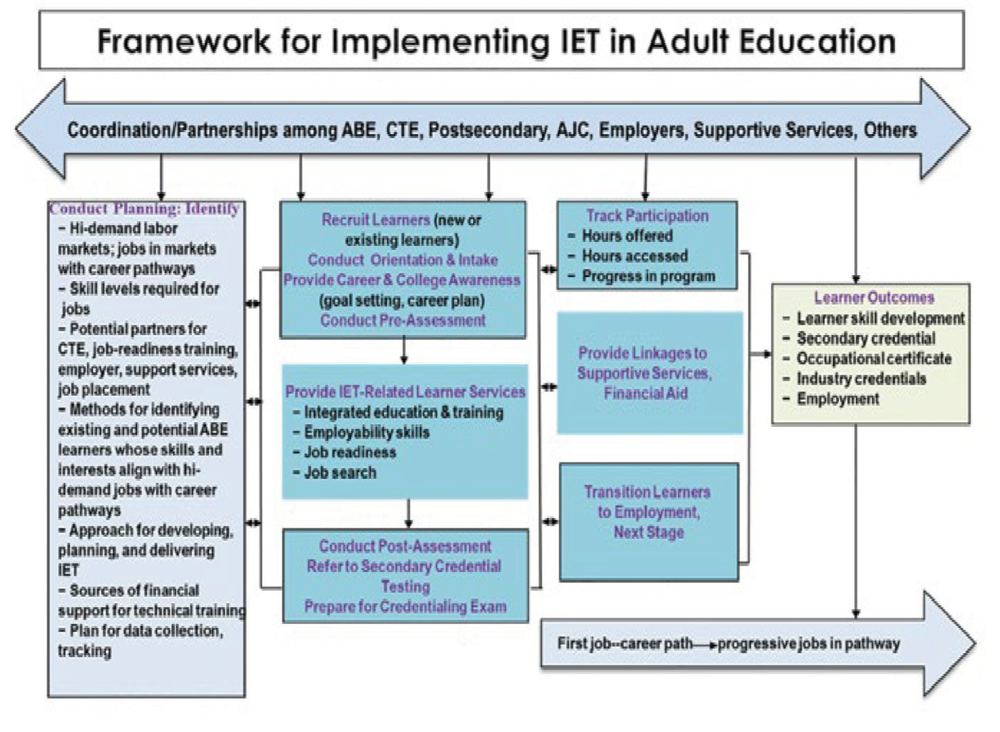 Framework for Implementing IET in Adult Education
Coordination/Partnerships among ABE, CTE, Postsecondary, AJC, Employers, Supportive Services, Others
Conduct Planning: Identify
– Hi-demand labor
markets; jobs in markets
with career pathways
– Skill levels required for
jobs
– Potential partners for
CTE, job-readiness training,
employer, support services,
job placement
– Methods for identifying
existing and potential ABE
learners whose skills and
interests align with hi-
demand jobs with career
pathways
– Approach for developing,
planning, and delivering
IET
– Sources of financial
support for technical training
– Plan for data collection,
tracking
Recruit Learners (new or
existing learners)
Conduct Orientation & Intake
Provide Career & College Awareness
(goal setting, career plan)
Conduct Pre-Assessment
Provide IET-Related Learner Services
– Integrated education & training
– Employability skills
– Job readiness
– Job search
Conduct Post-Assessment
Refer to Secondary Credential
Testing
Prepare for Credentialing Exam
Track Participation
– Hours offered
– Hours accessed
– Progress in program
Provide Linkages to
Supportive Services,
Financial Aid
Transition Learners
to Employment,
Next Stage
Learner Outcomes
– Learner skill development
– Secondary credential
– Occupational certificate
– Industry credentials
– Employment
First job--career path→progressive jobs in pathway